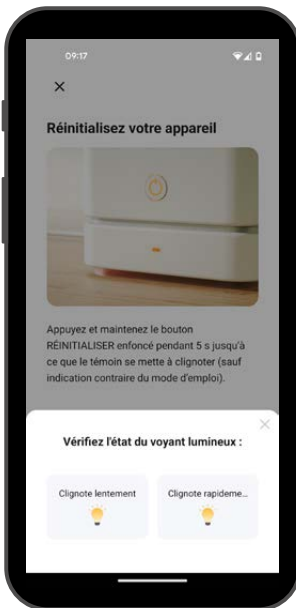 09:17
Réinitialisez votre appareil
Appuyez et maintenez le bouton
RÉINITIALISER enfoncé pendant 5 s jusqu'à
ce que le témoin se mette à clignoter (sauf
indication contraire du mode d'emploi).
Vérifiez l'état du voyant lumineux :
Clignote lentement
Clignote rapideme...